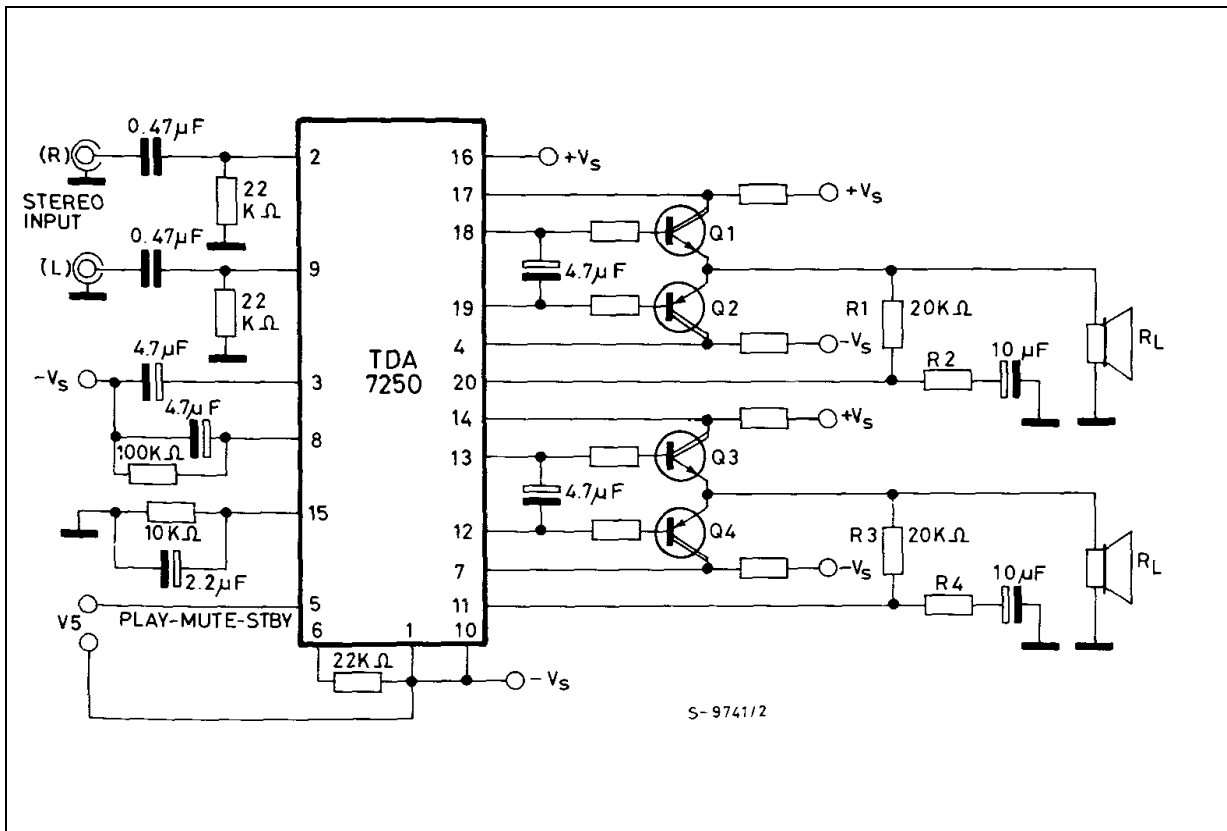 0.47μF
(R)
STEREO
INPUT
22
KΩ
0.47μF
(L)
22
KΩ
4.7μF
-Vs
4.7μF
100KΩ
10KΩ
2.2μF
V5
PLAY-MUTE-STBY
TDA
7250
2
9
3
8
15
5
6
1
10
16
17
18
19
4
20
14
13
12
7
11
22KΩ
-Vs
+Vs
+Vs
Q1
4.7μF
Q2
-Vs
R1
20KΩ
R2
10μF
RL
+Vs
Q3
4.7μF
Q4
-Vs
R3
20KΩ
R4
10μF
RL
S-9741/2